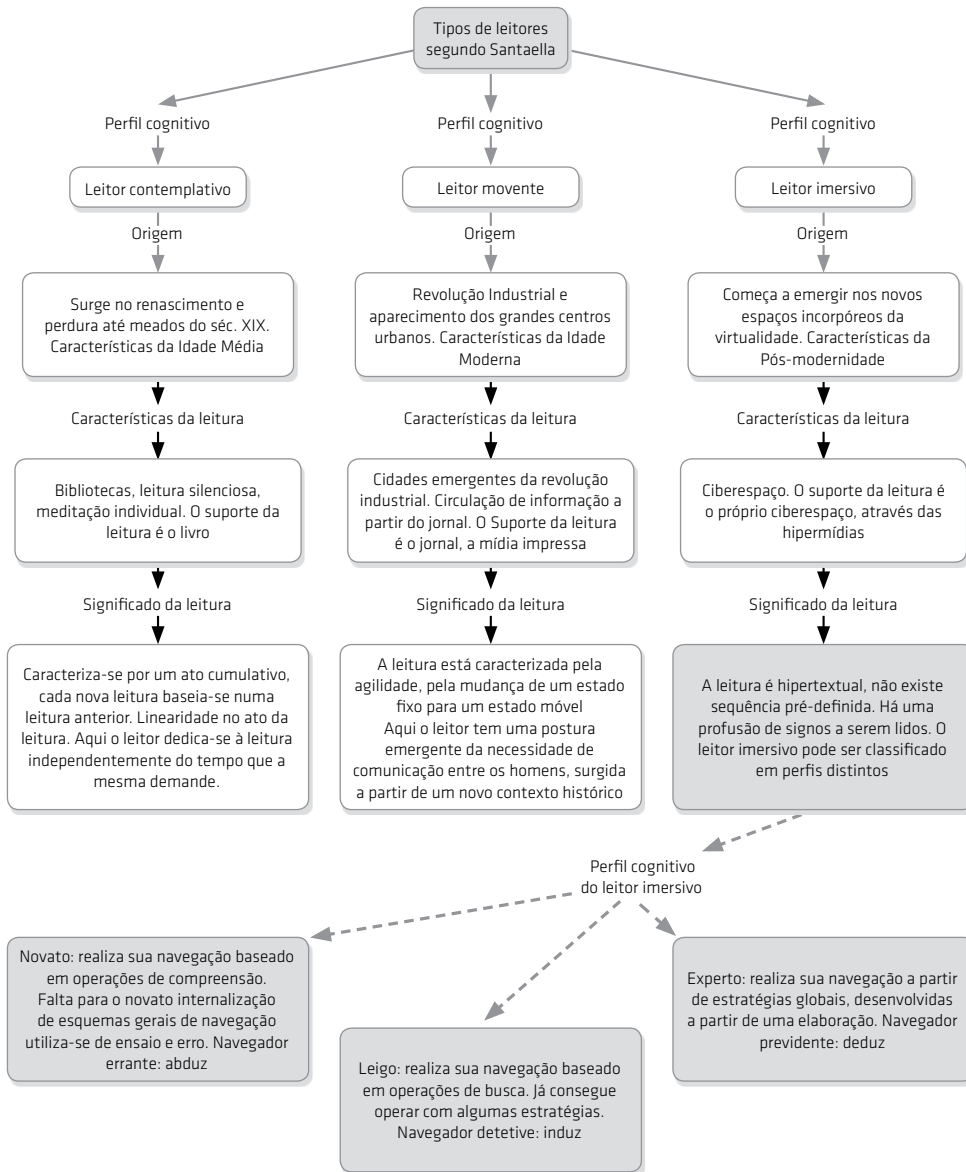 Tipos de leitores
segundo Santaella
Perfil cognitivo
Perfil cognitivo
Perfil cognitivo
Leitor contemplativo
Leitor movente
Leitor imersivo
Origem
Origem
Origem
Surge no renascimento e
perdura até meados do séc. XIX.
Características da Idade Média
Revolução Industrial e
aparecimento dos grandes centros
urbanos. Características da Idade
Moderna
Começa a emergir nos novos
espaços incorpóreos da
virtualidade. Características da
Pós-modernidade
Características da leitura
Características da leitura
Características da leitura
Bibliotecas, leitura silenciosa,
meditação individual. O suporte da
leitura é o livro
Cidades emergentes da revolução
industrial. Circulação de informação a
partir do jornal. O Suporte da leitura
é o jornal, a mídia impressa
Ciberespaço. O suporte da leitura é
o próprio ciberespaço, através das
hipermídias
Significado da leitura
Significado da leitura
Significado da leitura
Caracteriza-se por um ato cumulativo,
cada nova leitura baseia-se numa
leitura anterior. Linearidade no ato da
leitura. Aqui o leitor dedica-se à leitura
independentemente do tempo que a
mesma demande.
A leitura está caracterizada pela
agilidade, pela mudança de um estado
fixo para um estado móvel
Aqui o leitor tem uma postura
emergente da necessidade de
comunicação entre os homens, surgida
a partir de um novo contexto histórico
A leitura é hipertextual, não existe
sequência pré-definida. Há uma
profusão de signos a serem lidos. O
leitor imersivo pode ser classificado
em perfis distintos
Perfil cognitivo
do leitor imersivo
Novato: realiza sua navegação baseado
em operações de compreensão.
Falta para o novato internalização
de esquemas gerais de navegação
utiliza-se de ensaio e erro. Navegador
errante: abduz
Leigo: realiza sua navegação baseado
em operações de busca. Já consegue
operar com algumas estratégias.
Navegador detetive: induz
Experto: realiza sua navegação a partir
de estratégias globais, desenvolvidas
a partir de uma elaboração. Navegador
previdente: deduz